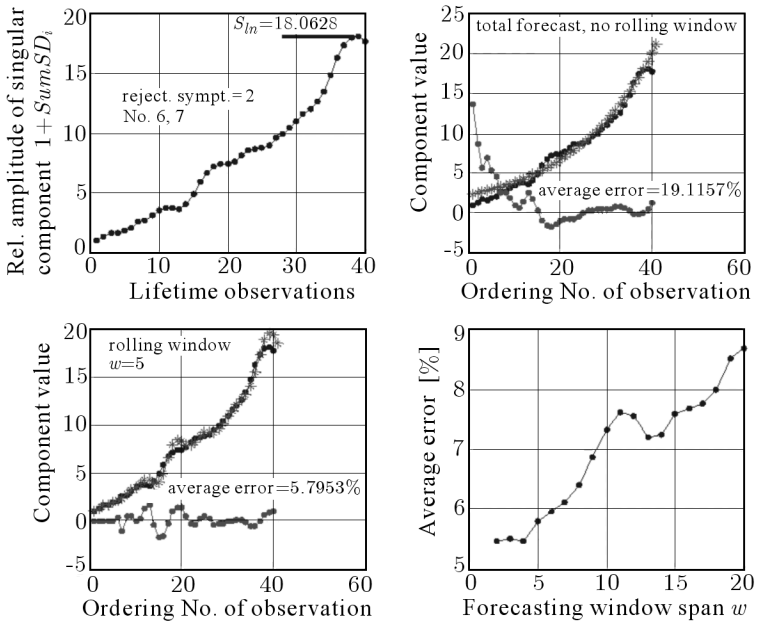 Rel. amplitude of singular
component 1+SumSD_i
20
15
10
5
0
S_ln=18.0628
reject. sympt.=2
No. 6, 7
0 10 20 30 40
Lifetime observations
Component value
25
20
15
10
5
0
-5
total forecast, no rolling window
average error=19.1157%
0 20 40 60
Ordering No. of observation
Component value
20
15
10
5
0
-5
rolling window
w=5
average error=5.7953%
0 20 40 60
Ordering No. of observation
Average error [%]
9
8
7
6
5
0 5 10 15 20
Forecasting window span w